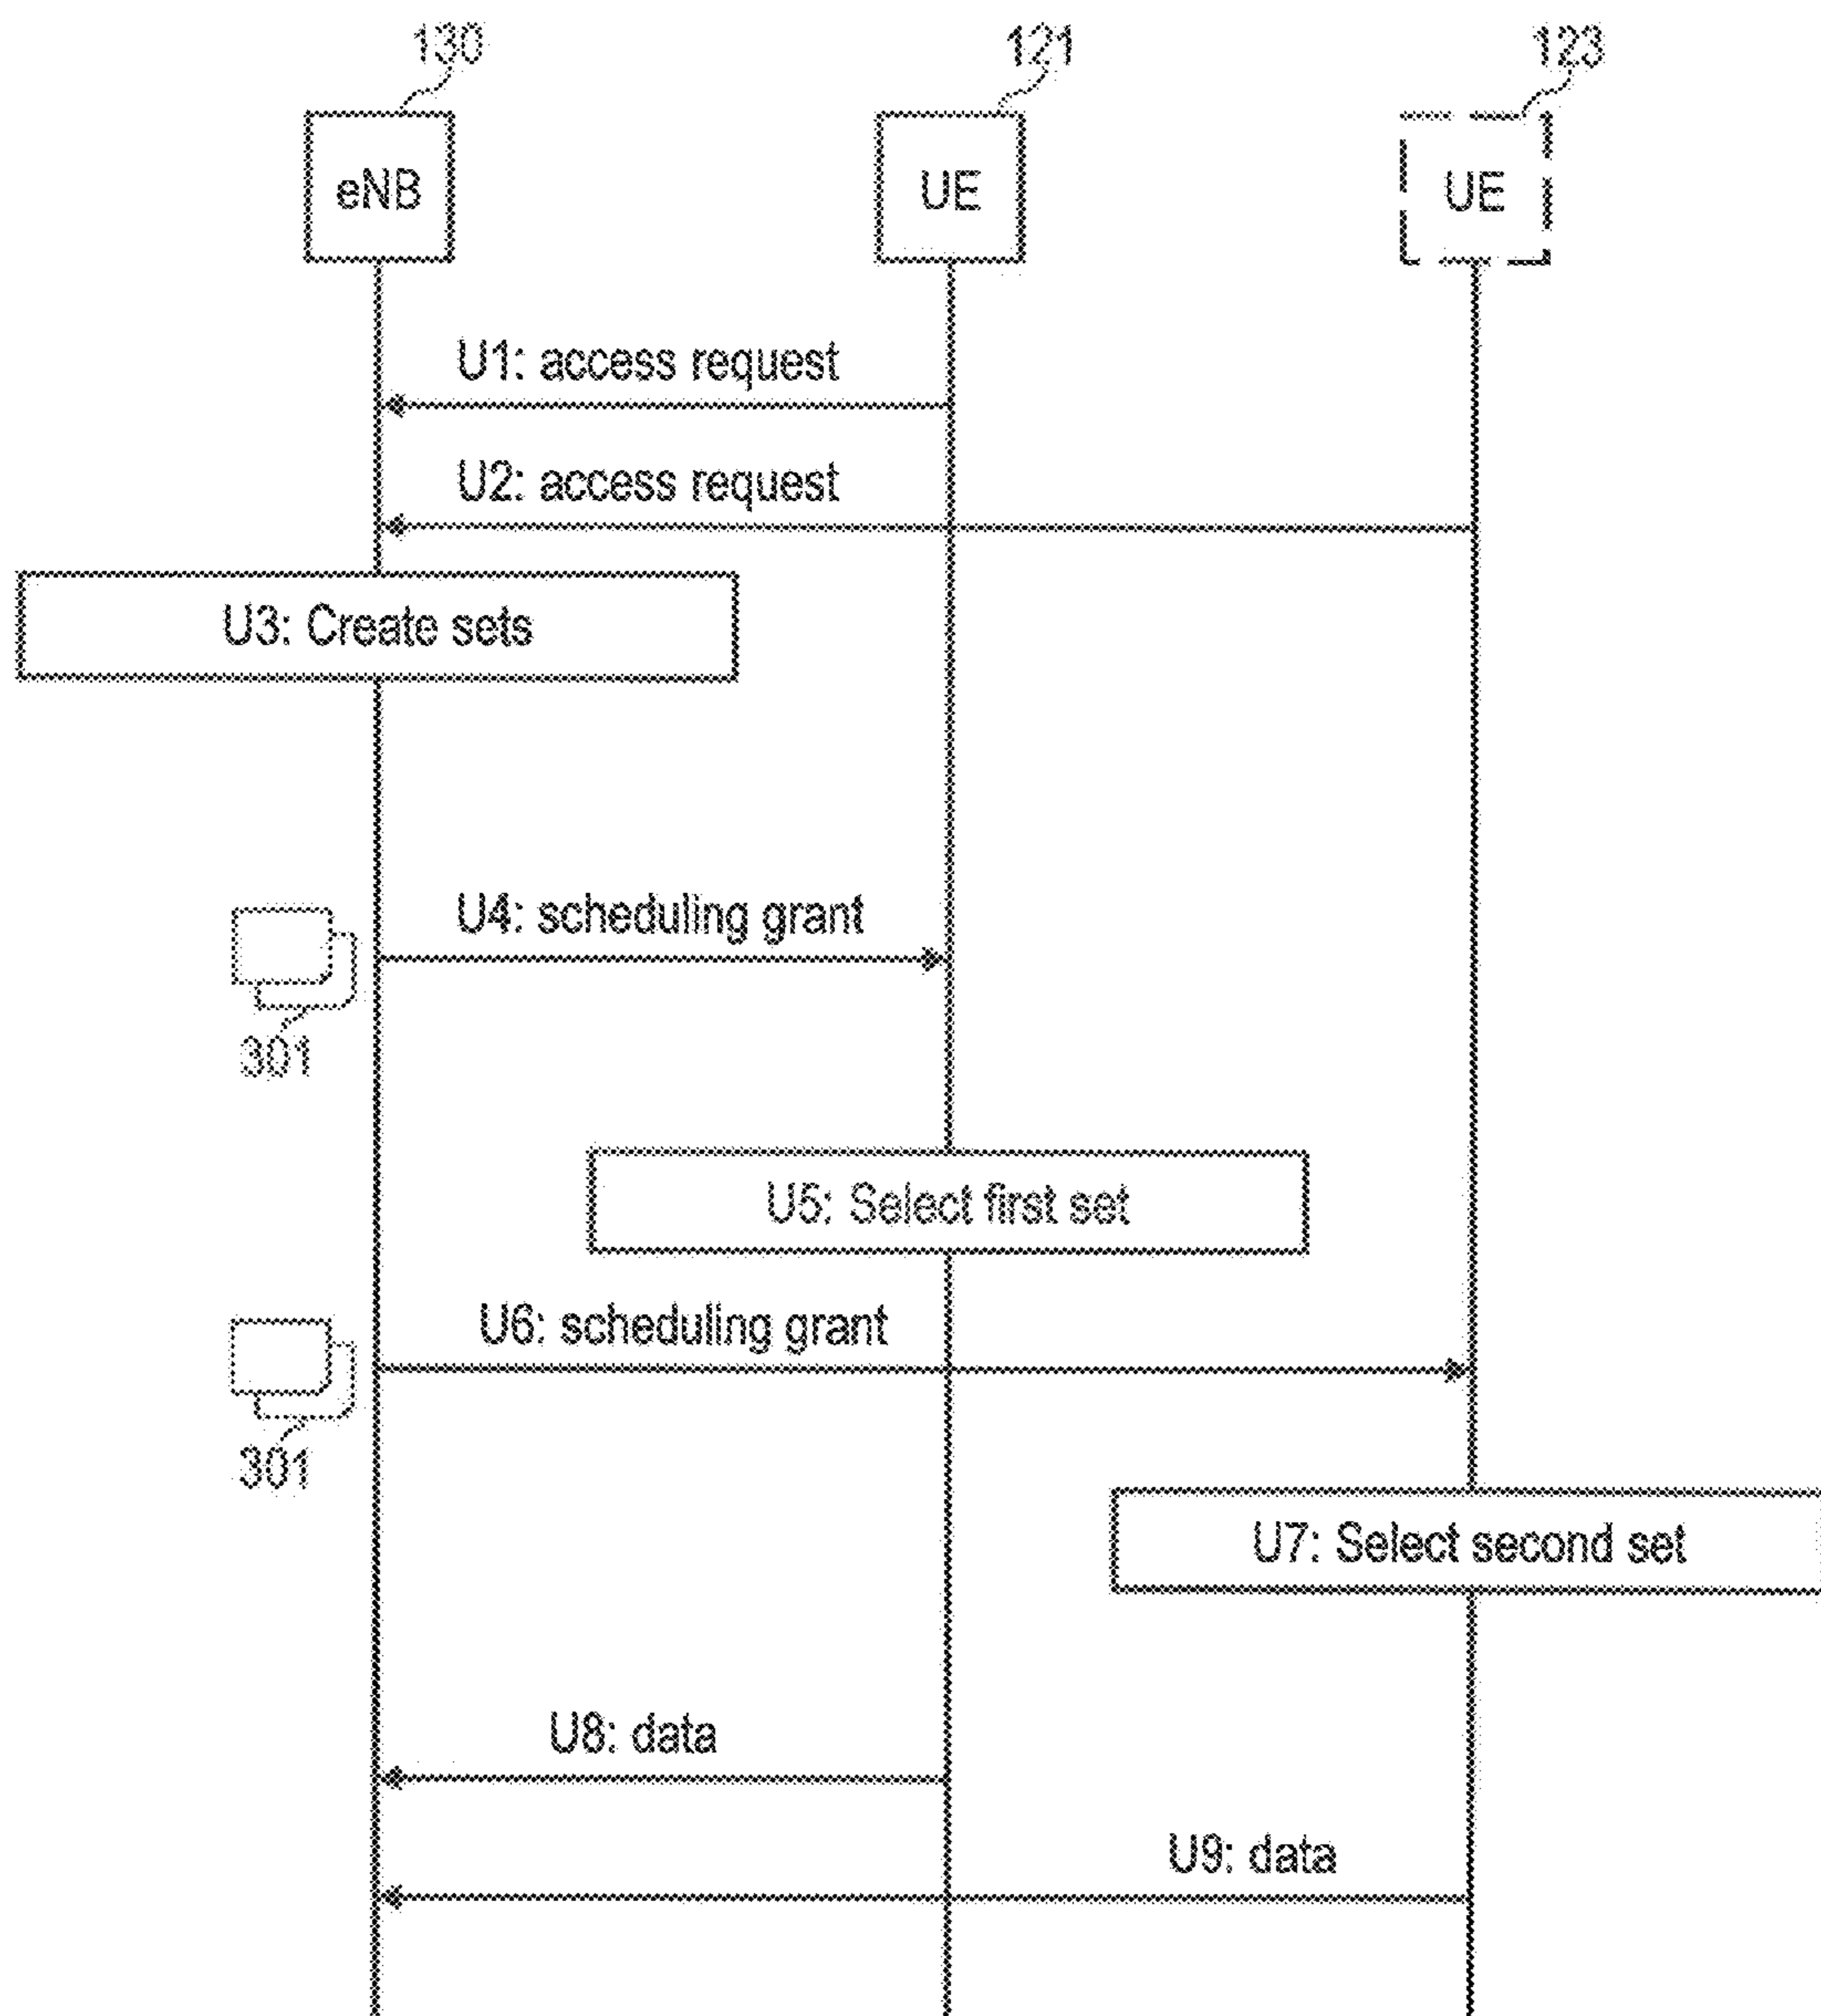 130
121
123
eNB
UE
UE
U1: access request
U2: access request
U3: Create sets
U4: scheduling grant
301
U5: Select first set
U6: scheduling grant
301
U7: Select second set
U8: data
U9: data